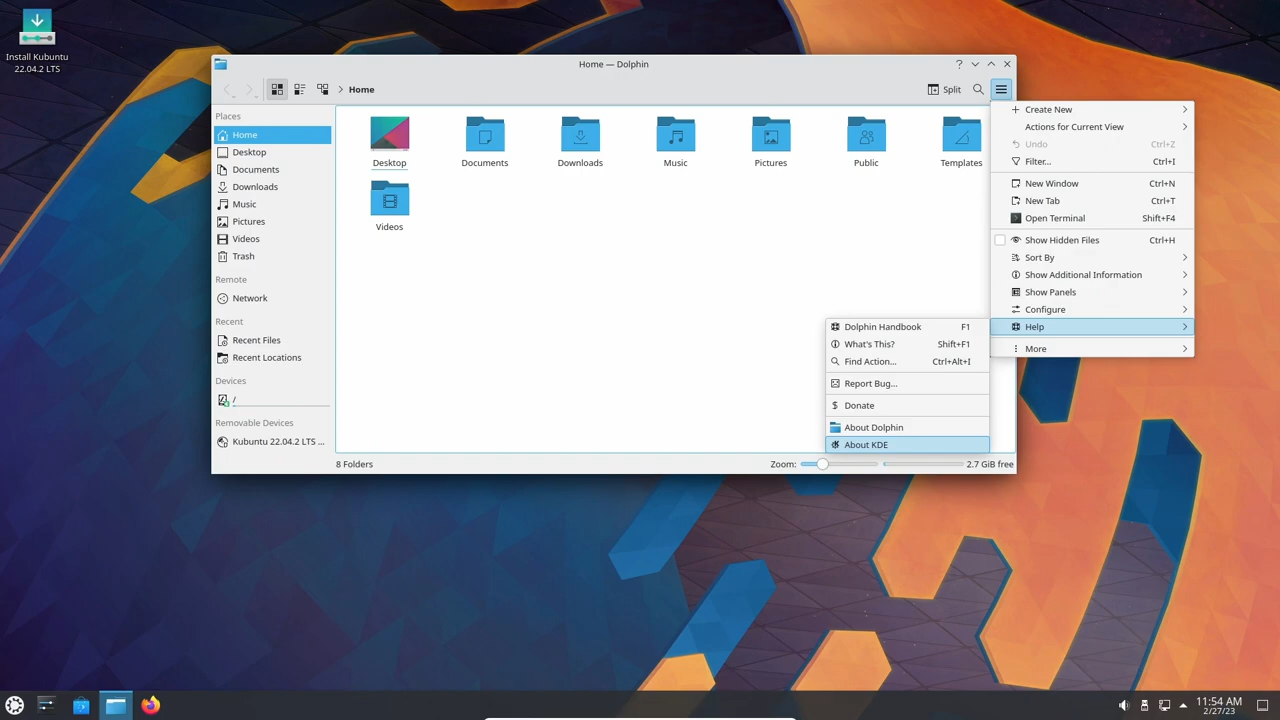 Install Kubuntu
22.04.2 LTS
Home — Dolphin
Home
Split
Places
Home
Desktop
Documents
Downloads
Music
Pictures
Videos
Trash
Remote
Network
Recent
Recent Files
Recent Locations
Devices
/
Removable Devices
Kubuntu 22.04.2 LTS ...
Desktop
Documents
Downloads
Music
Pictures
Public
Templates
Videos
8 Folders
Zoom:
2.7 GiB free
Create New
Actions for Current View
Undo Ctrl+Z
Filter... Ctrl+I
New Window Ctrl+N
New Tab Ctrl+T
Open Terminal Shift+F4
Show Hidden Files Ctrl+H
Sort By
Show Additional Information
Show Panels
Configure
Help
More
Dolphin Handbook F1
What's This? Shift+F1
Find Action... Ctrl+Alt+I
Report Bug...
Donate
About Dolphin
About KDE
11:54 AM
2/27/23